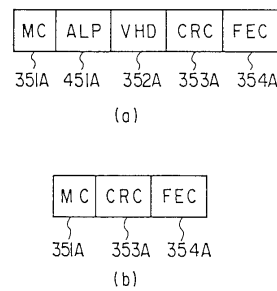 MC ALP VHD CRC FEC
351A 451A 352A 353A 354A
(a)
MC CRC FEC
351A 353A 354A
(b)